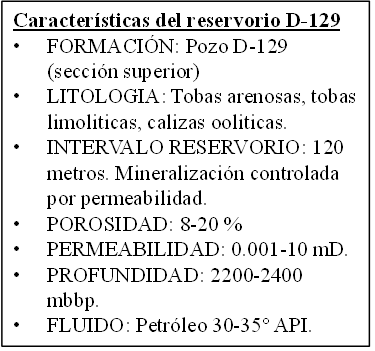 Características del reservorio D-129
• FORMACIÓN: Pozo D-129
(sección superior)
• LITOLOGIA: Tobas arenosas, tobas
limoliticas, calizas ooliticas.
• INTERVALO RESERVORIO: 120
metros. Mineralización controlada
por permeabilidad.
• POROSIDAD: 8-20 %
• PERMEABILIDAD: 0.001-10 mD.
• PROFUNDIDAD: 2200-2400
mbbp.
• FLUIDO: Petróleo 30-35° API.